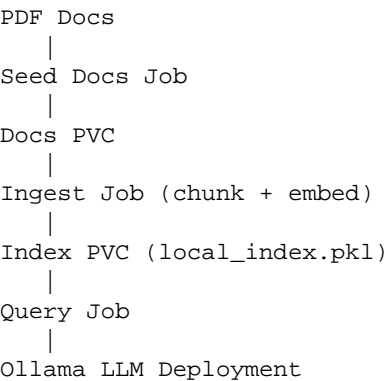 PDF Docs
|
Seed Docs Job
|
Docs PVC
|
Ingest Job (chunk + embed)
|
Index PVC (local_index.pkl)
|
Query Job
|
Ollama LLM Deployment